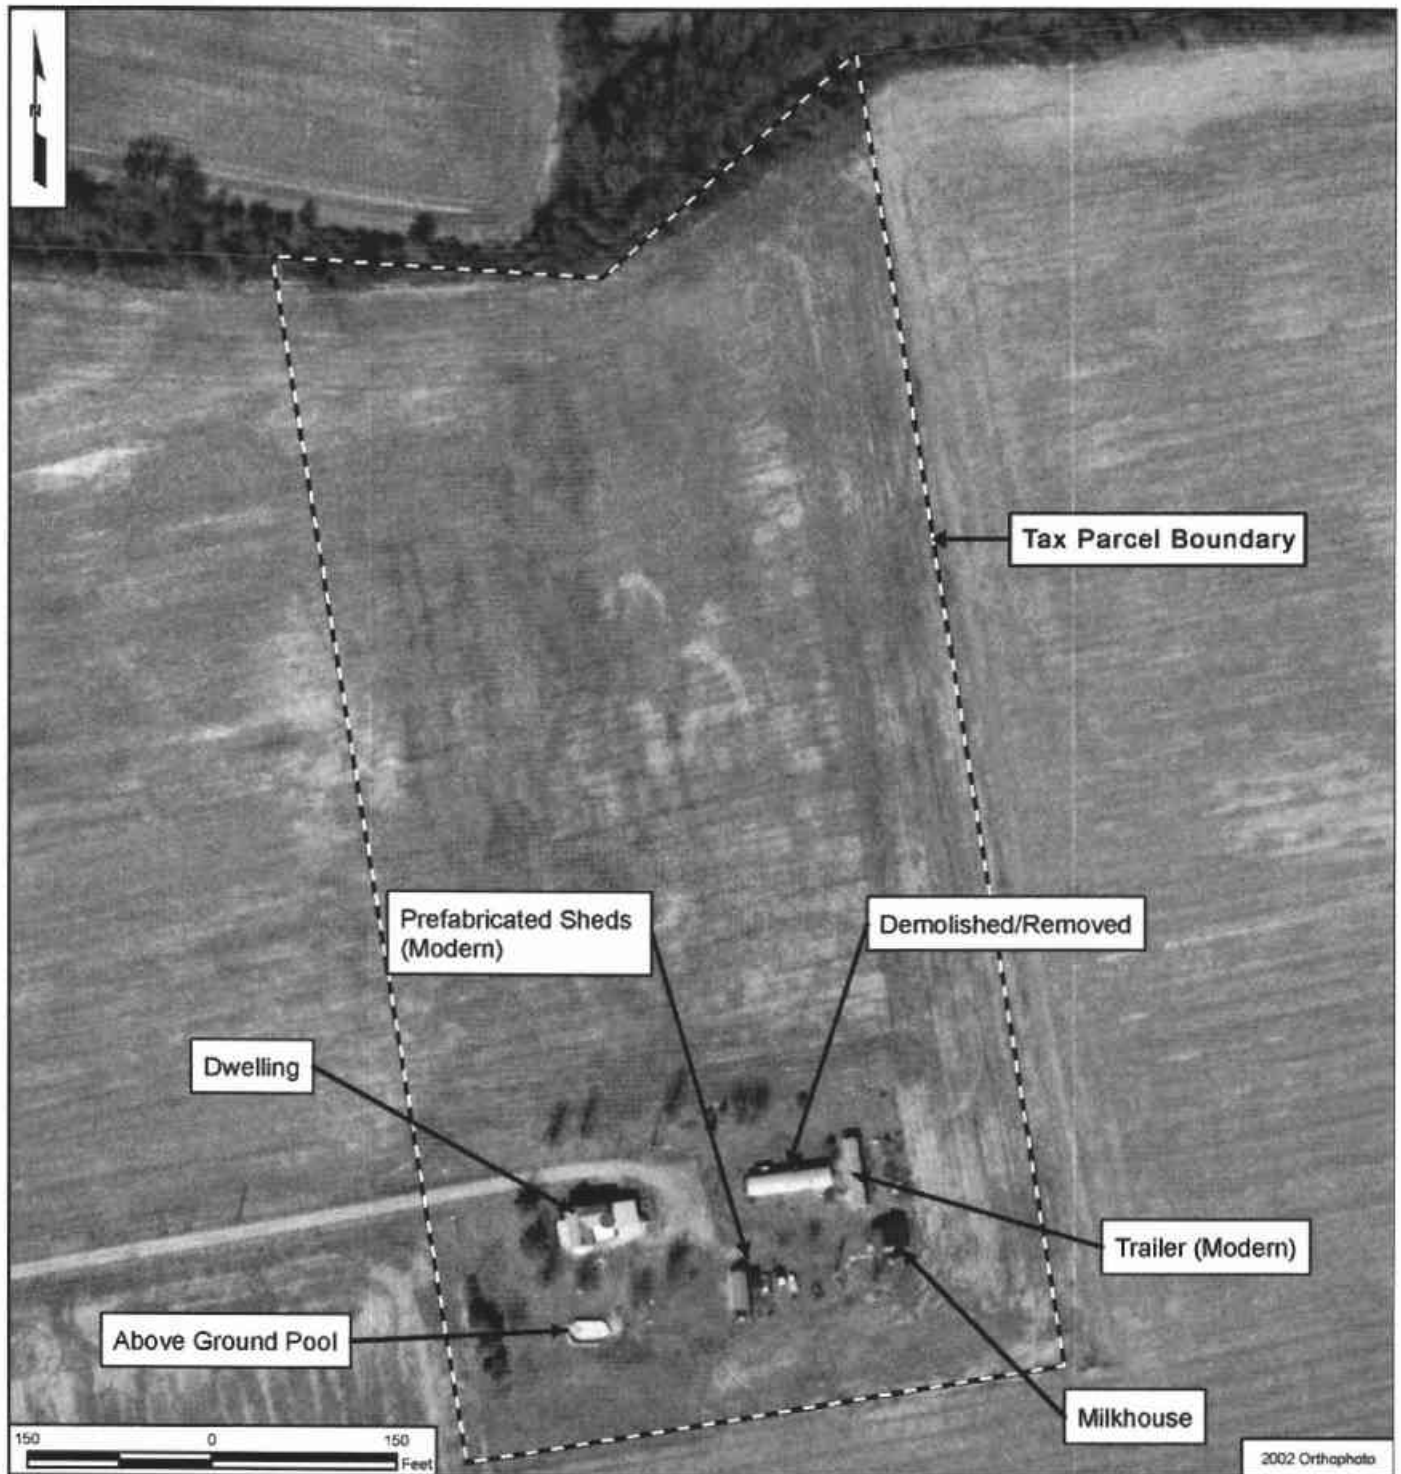 N
Tax Parcel Boundary
Prefabricated Sheds
(Modern)
Demolished/Removed
Dwelling
Trailer (Modern)
Above Ground Pool
Milkhouse
150 0 150
Feet
2002 Orthophoto